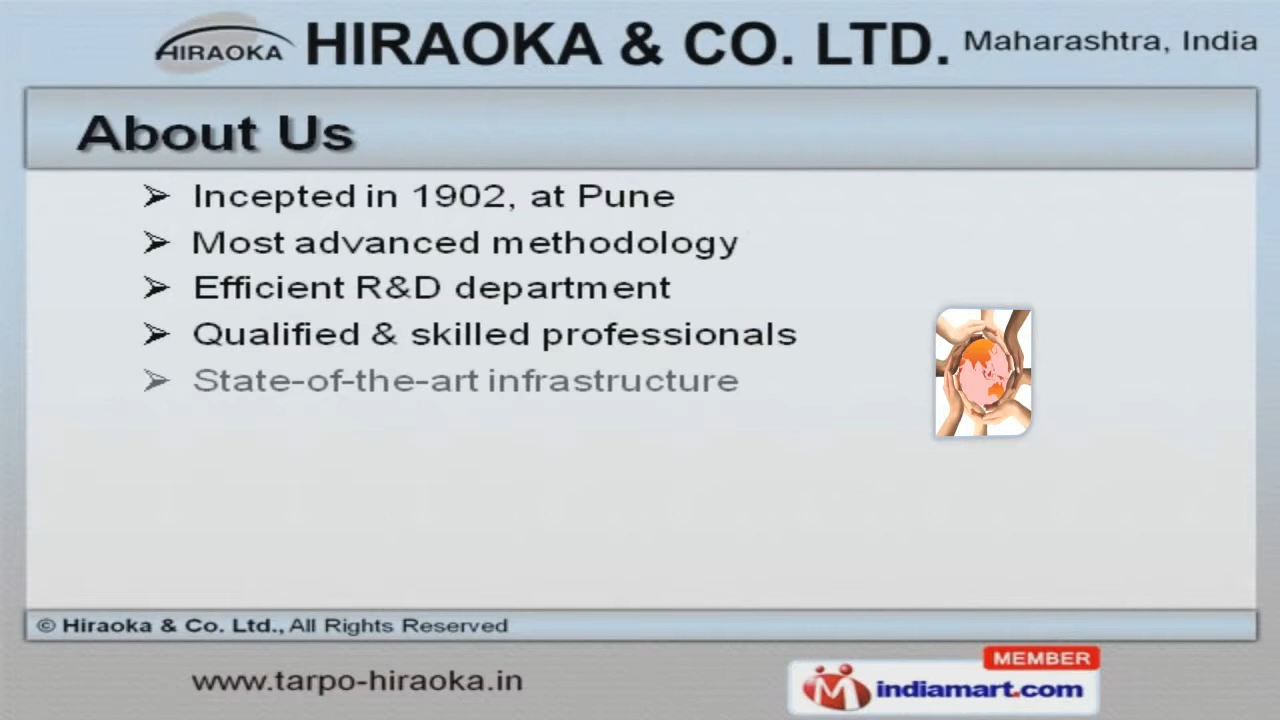 HIRAOKA HIRAOKA & CO. LTD. Maharashtra, India
About Us
Incepted in 1902, at Pune
Most advanced methodology
Efficient R&D department
Qualified & skilled professionals
State-of-the-art infrastructure
© Hiraoka & Co. Ltd., All Rights Reserved
www.tarpo-hiraoka.in
MEMBER
indiamart.com